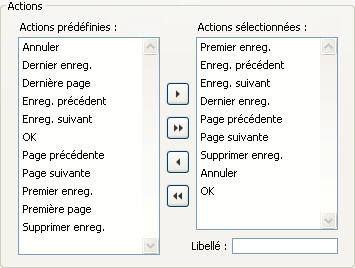 Actions
Actions prédéfinies :
Annuler
Dernier enreg.
Dernière page
Enreg. précédent
Enreg. suivant
OK
Page précédente
Page suivante
Premier enreg.
Première page
Supprimer enreg.
Actions sélectionnées :
Premier enreg.
Enreg. précédent
Enreg. suivant
Dernier enreg.
Page précédente
Page suivante
Supprimer enreg.
Annuler
OK
Libellé :